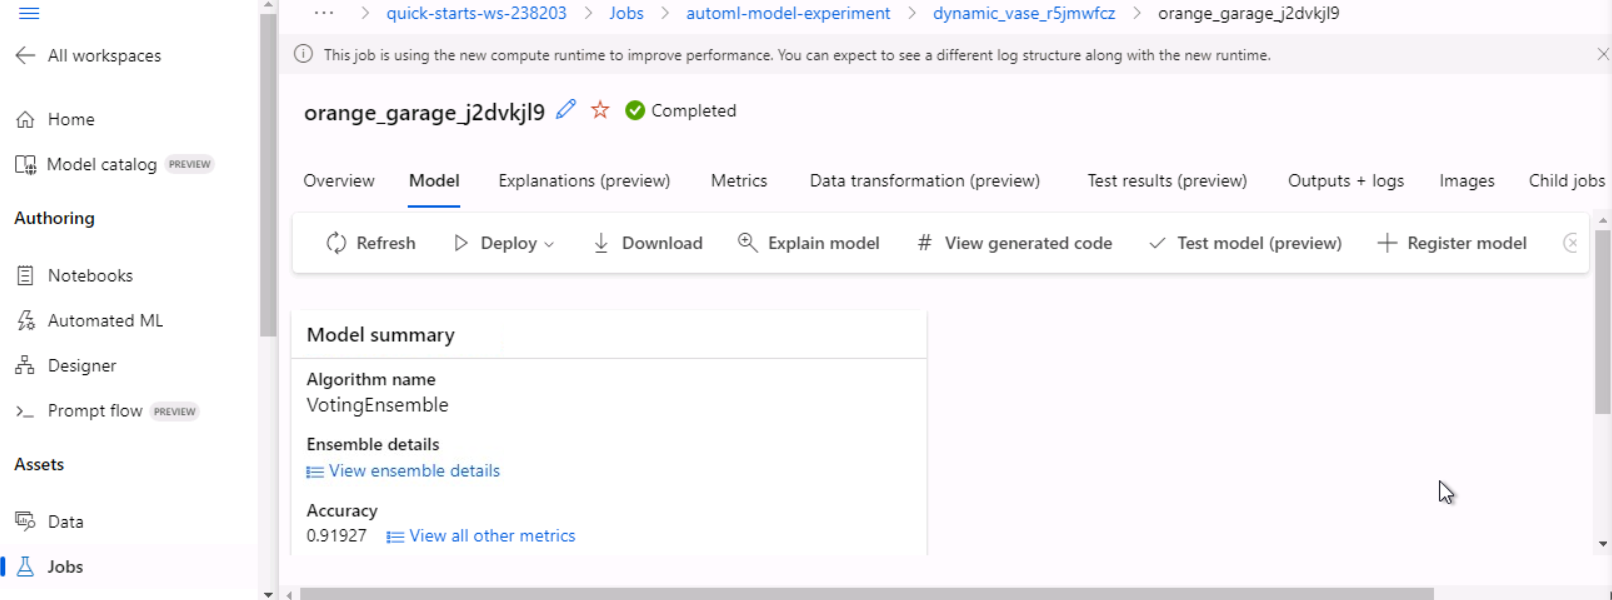 All workspaces
Home
Model catalog PREVIEW
Authoring
Notebooks
Automated ML
Designer
Prompt flow PREVIEW
Assets
Data
Jobs
··· > quick-starts-ws-238203 > Jobs > automl-model-experiment > dynamic_vase_r5jmwfcz > orange_garage_j2dvkjl9
This job is using the new compute runtime to improve performance. You can expect to see a different log structure along with the new runtime.
orange_garage_j2dvkjl9 Completed
Overview Model Explanations (preview) Metrics Data transformation (preview) Test results (preview) Outputs + logs Images Child jobs
Refresh Deploy Download Explain model # View generated code Test model (preview) Register model
Model summary
Algorithm name
VotingEnsemble
Ensemble details
View ensemble details
Accuracy
0.91927 View all other metrics